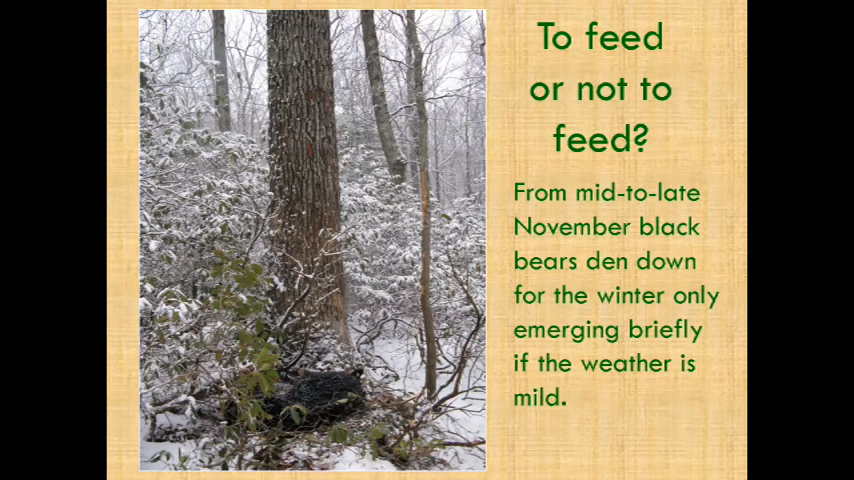 To feed
or not to
feed?
From mid-to-late
November black
bears den down
for the winter only
emerging briefly
if the weather is
mild.